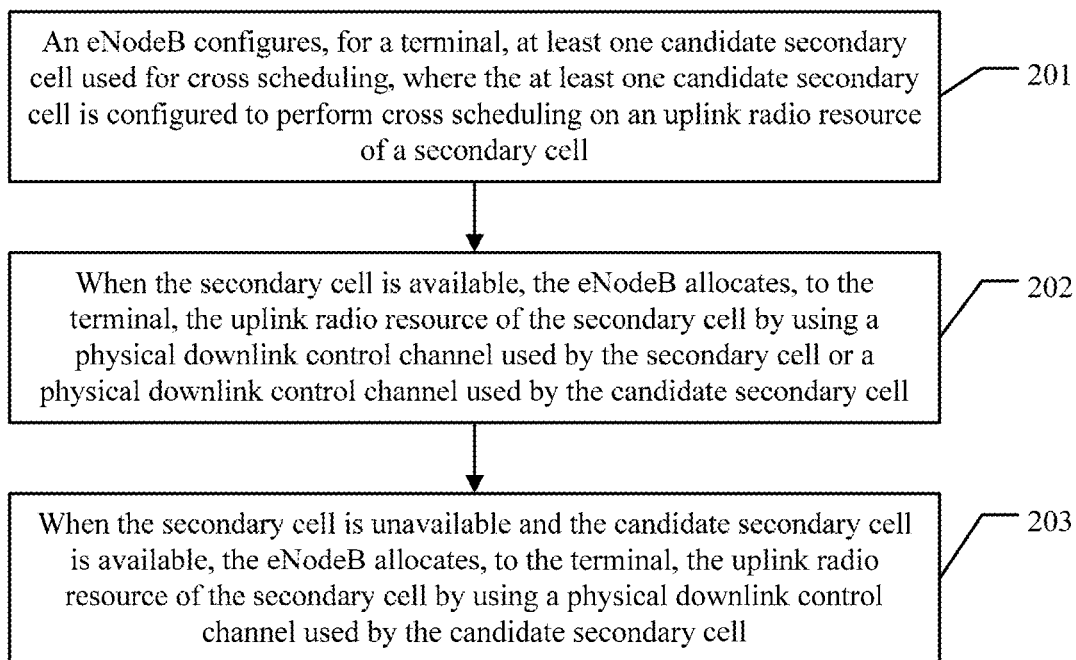 An eNodeB configures, for a terminal, at least one candidate secondary
cell used for cross scheduling, where the at least one candidate secondary
cell is configured to perform cross scheduling on an uplink radio resource
of a secondary cell
201
When the secondary cell is available, the eNodeB allocates, to the
terminal, the uplink radio resource of the secondary cell by using a
physical downlink control channel used by the secondary cell or a
physical downlink control channel used by the candidate secondary cell
202
When the secondary cell is unavailable and the candidate secondary cell
is available, the eNodeB allocates, to the terminal, the uplink radio
resource of the secondary cell by using a physical downlink control
channel used by the candidate secondary cell
203